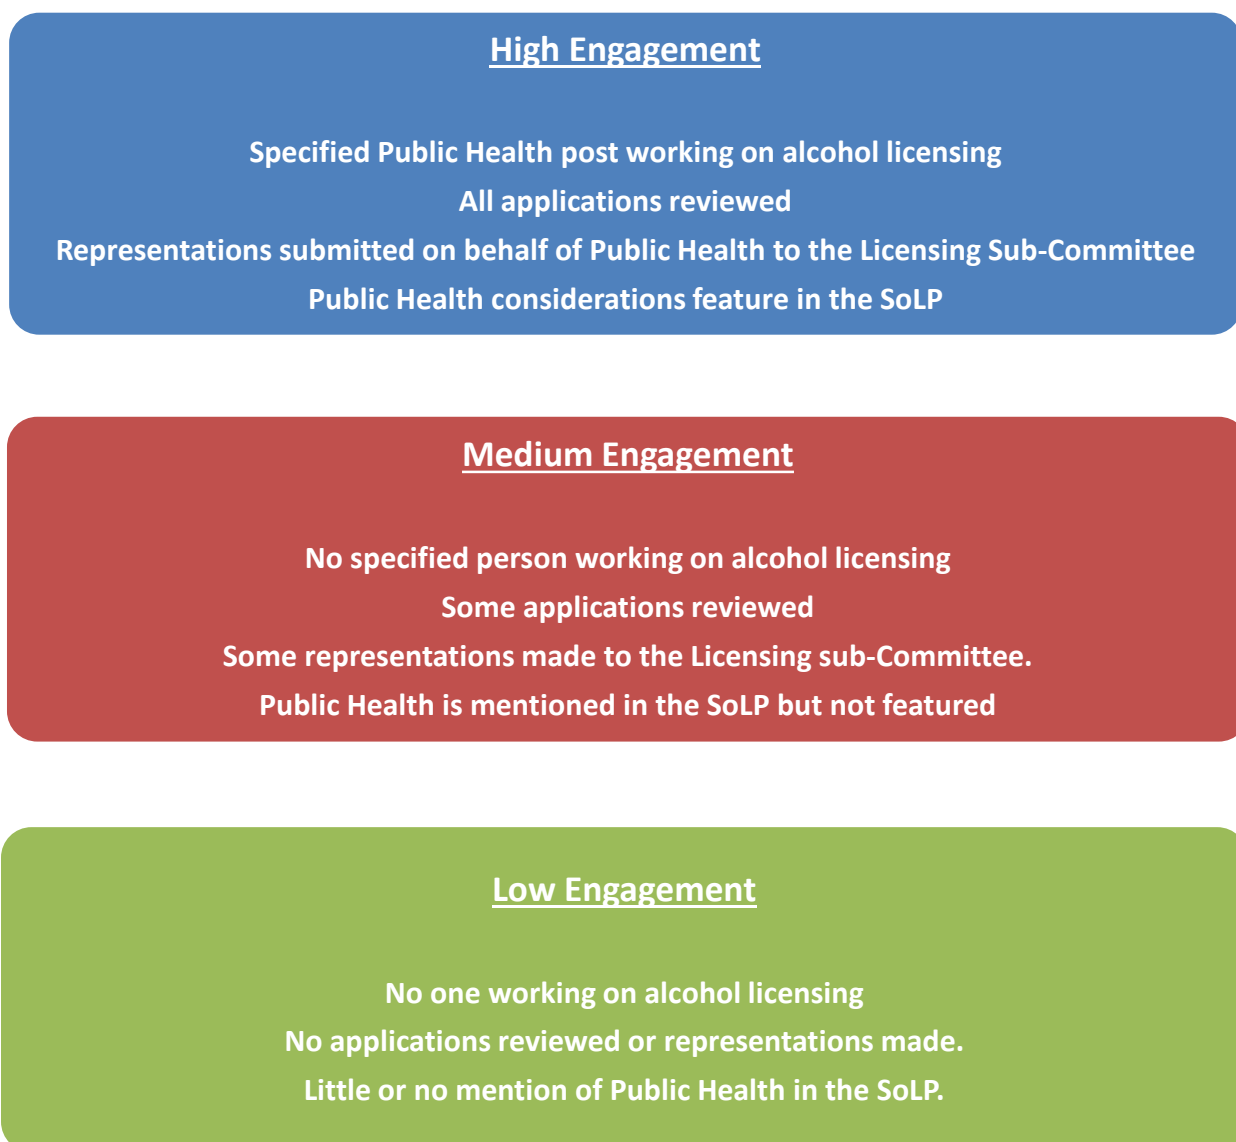 High Engagement
Specified Public Health post working on alcohol licensing
All applications reviewed
Representations submitted on behalf of Public Health to the Licensing Sub-Committee
Public Health considerations feature in the SoLP
Medium Engagement
No specified person working on alcohol licensing
Some applications reviewed
Some representations made to the Licensing sub-Committee.
Public Health is mentioned in the SoLP but not featured
Low Engagement
No one working on alcohol licensing
No applications reviewed or representations made.
Little or no mention of Public Health in the SoLP.